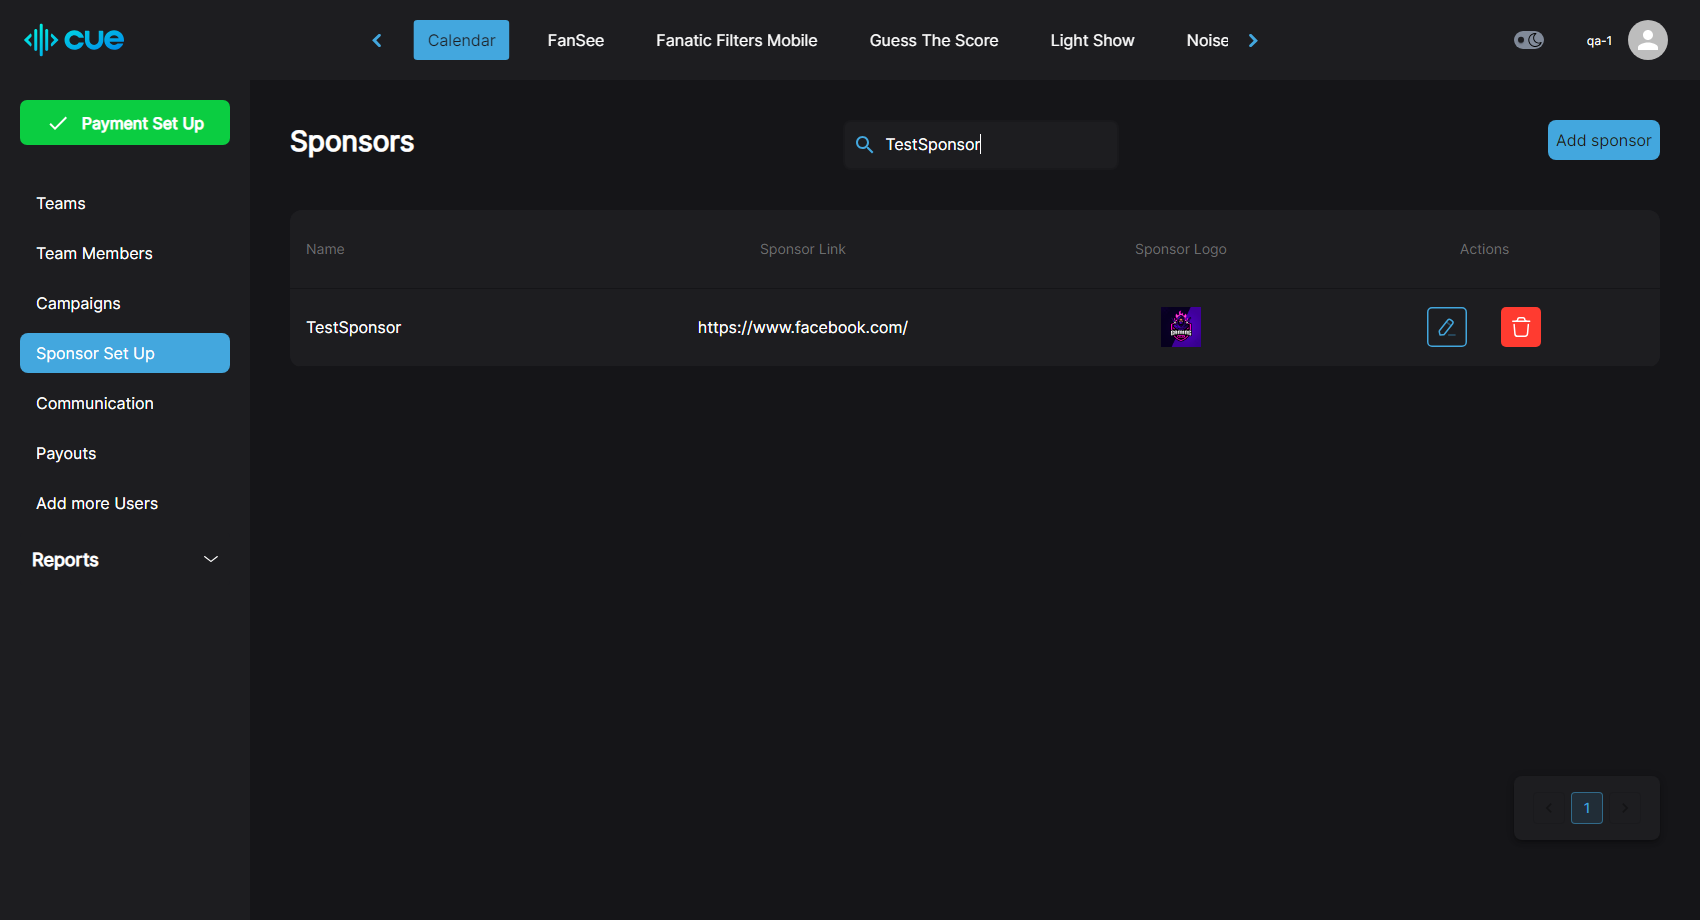 cue
Calendar
FanSee
Fanatic Filters Mobile
Guess The Score
Light Show
Noise
qa-1
Payment Set Up
Teams
Team Members
Campaigns
Sponsor Set Up
Communication
Payouts
Add more Users
Reports
Sponsors
TestSponsor
Add sponsor
Name
Sponsor Link
Sponsor Logo
Actions
TestSponsor
https://www.facebook.com/
GAMING
1